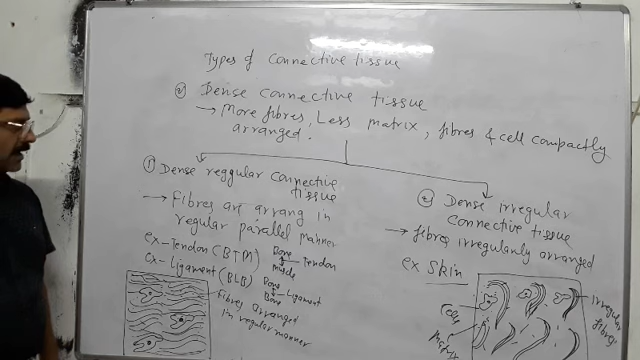 Types of Connective Tissue
② Dense connective tissue
→ More fibres, Less matrix, fibres & cell compactly
arranged.
① Dense reggular connective
tissue
→ Fibres are arrang in
regular parallel manner
ex-Tendon (BTM) Bone
muscle - Tendon
ex-Ligament (BLB) Bone
Bone - Ligament
Fibres arranged
in regular manner
② Dense irregular
connective tissue
→ fibres irregularly arranged
ex Skin
Cells
matrix
irregular
fibres